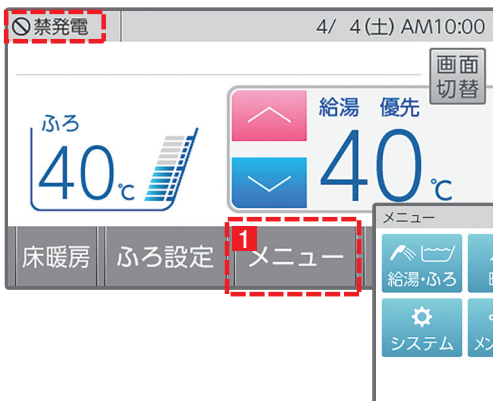 禁発電
4/ 4(土) AM10:00
画面
切替
ふろ
40℃
給湯 優先
40℃
床暖房
ふろ設定
1
メニュー
メニュー
給湯・ふろ
システム